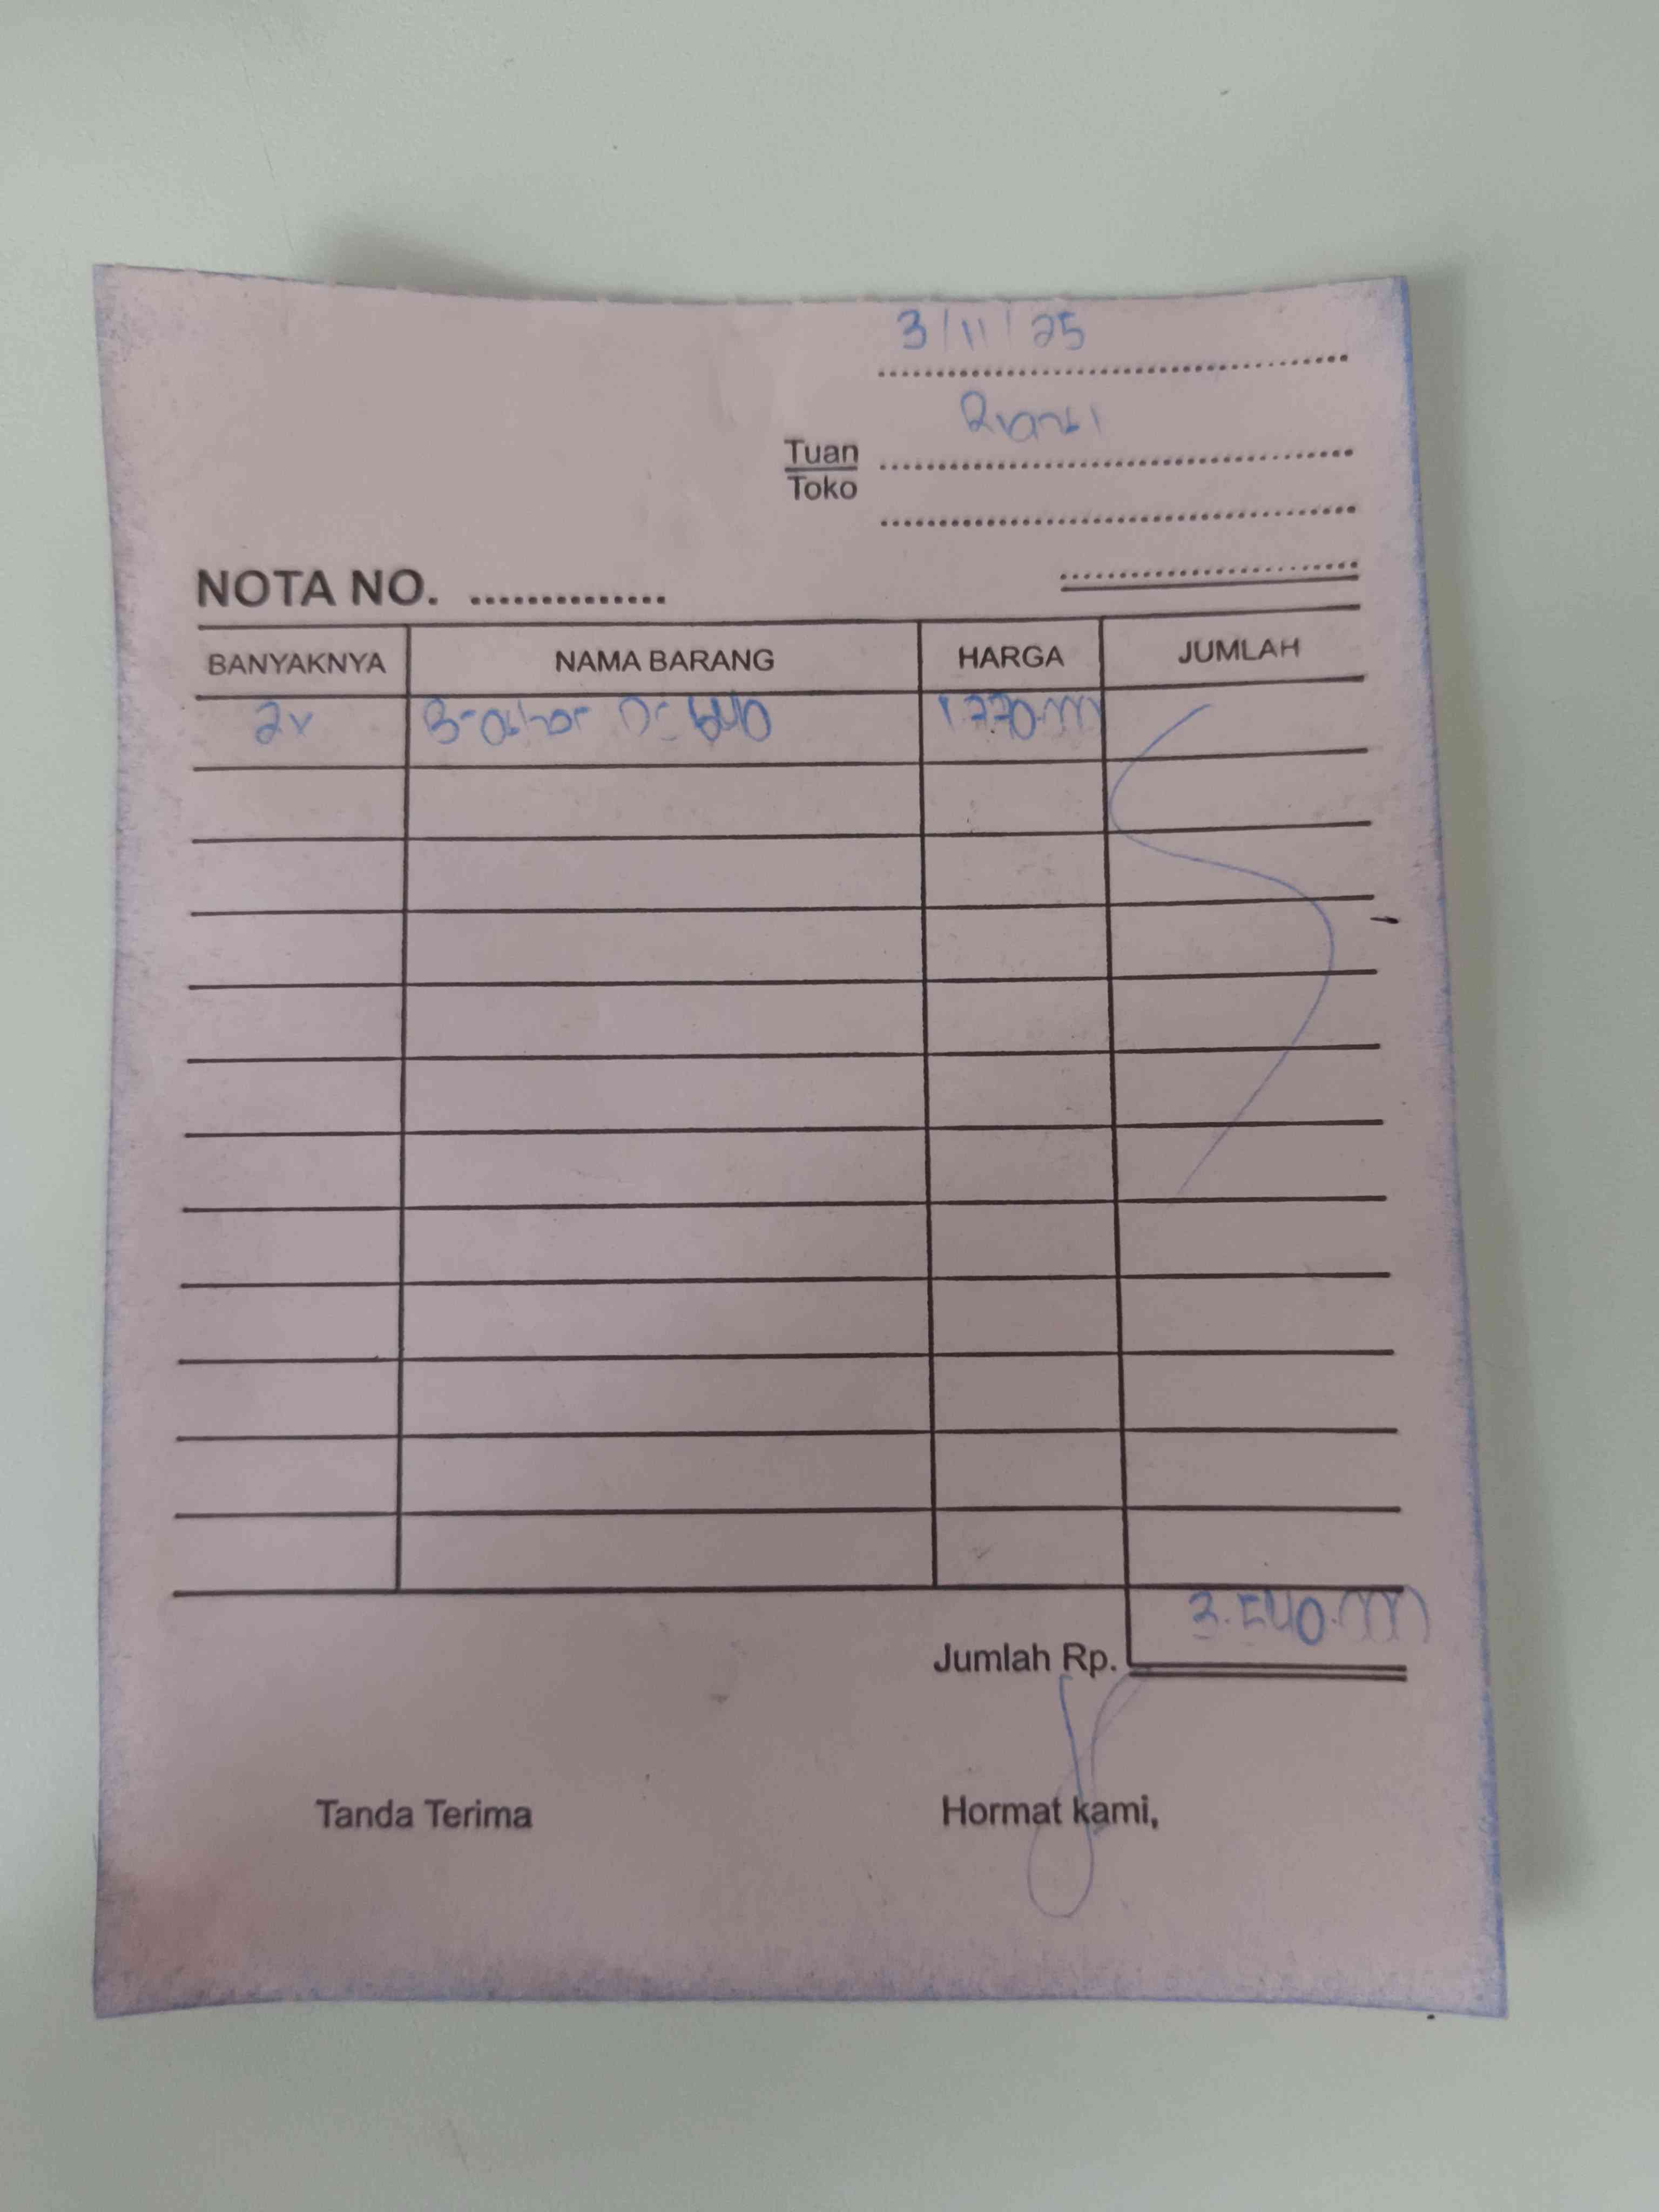 3/11/25
Tuan
Toko
NOTA NO. ..............
BANYAKNYA NAMA BARANG HARGA JUMLAH
2x 1.770.000
3.540.000
Jumlah Rp.
Tanda Terima Hormat kami,